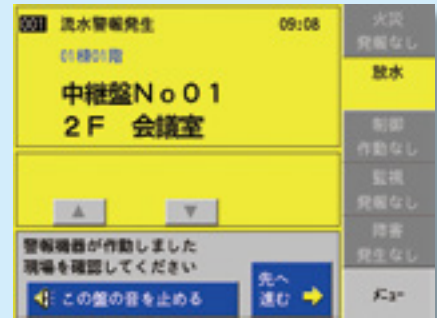 001 流水警報発生 09:08
01棟01階
中継盤No01
2F 会議室
警報機器が作動しました
現場を確認してください
この盤の音を止める
先へ
進む
火災
発報なし
放水
制御
作動なし
監視
発報なし
障害
発生なし
メニュー